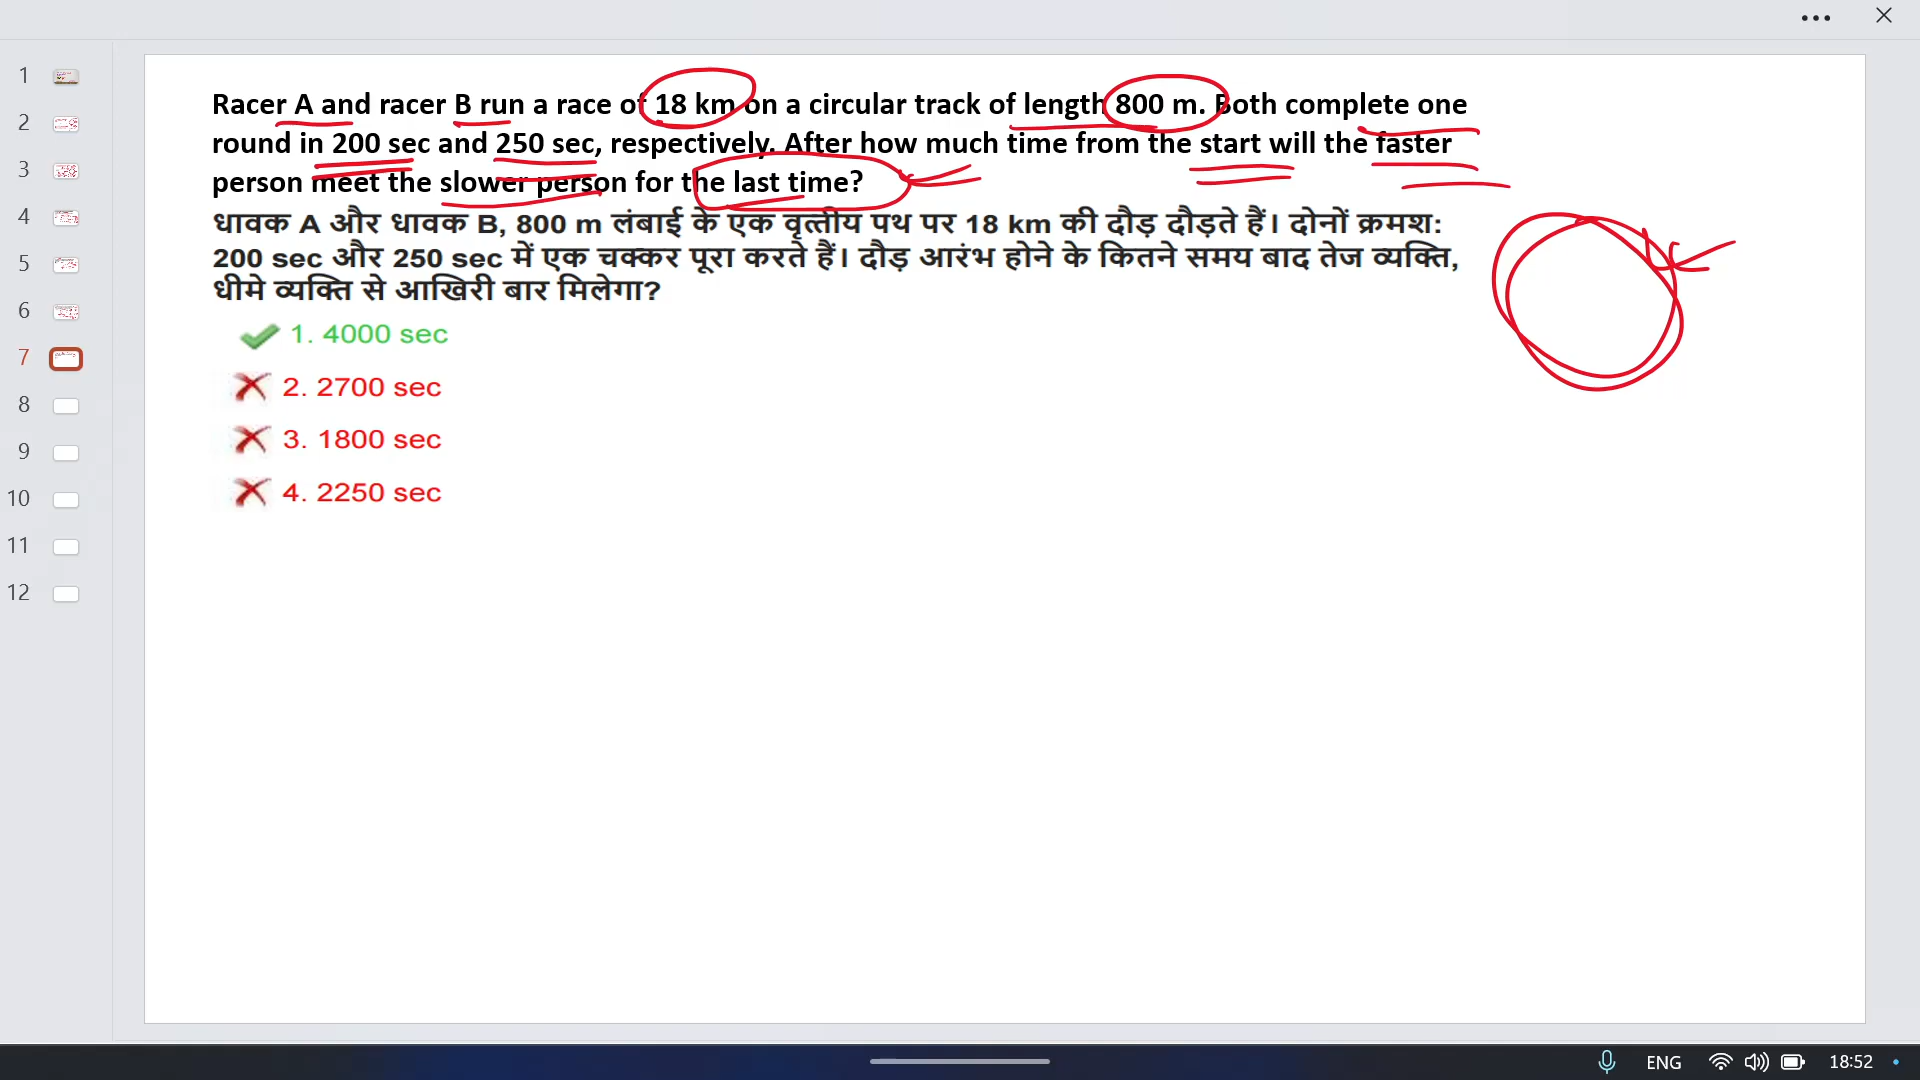 1
2
3
4
5
6
7
8
9
10
11
12
Racer A and racer B run a race of 18 km on a circular track of length 800 m. Both complete one
round in 200 sec and 250 sec, respectively. After how much time from the start will the faster
person meet the slower person for the last time?
धावक A और धावक B, 800 m लंबाई के एक वृत्तीय पथ पर 18 km की दौड़ दौड़ते हैं। दोनों क्रमश:
200 sec और 250 sec में एक चक्कर पूरा करते हैं। दौड़ आरंभ होने के कितने समय बाद तेज व्यक्ति,
धीमे व्यक्ति से आखिरी बार मिलेगा?
1. 4000 sec
2. 2700 sec
3. 1800 sec
4. 2250 sec
ENG
18:52